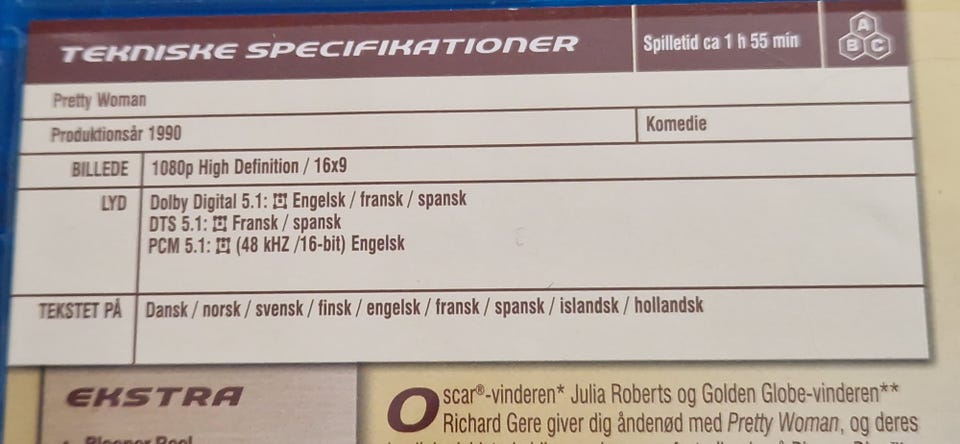 TEKNISKE SPECIFIKATIONER
Spilletid ca 1 h 55 min
A
B C
Pretty Woman
Produktionsår 1990
Komedie
BILLEDE 1080p High Definition / 16x9
LYD Dolby Digital 5.1: Engelsk / fransk / spansk
DTS 5.1: Fransk / spansk
PCM 5.1: (48 kHZ /16-bit) Engelsk
TEKSTET PÅ Dansk / norsk / svensk / finsk / engelsk / fransk / spansk / islandsk / hollandsk
EKSTRA
Oscar®-vinderen* Julia Roberts og Golden Globe-vinderen**
Richard Gere giver dig åndenød med Pretty Woman, og deres